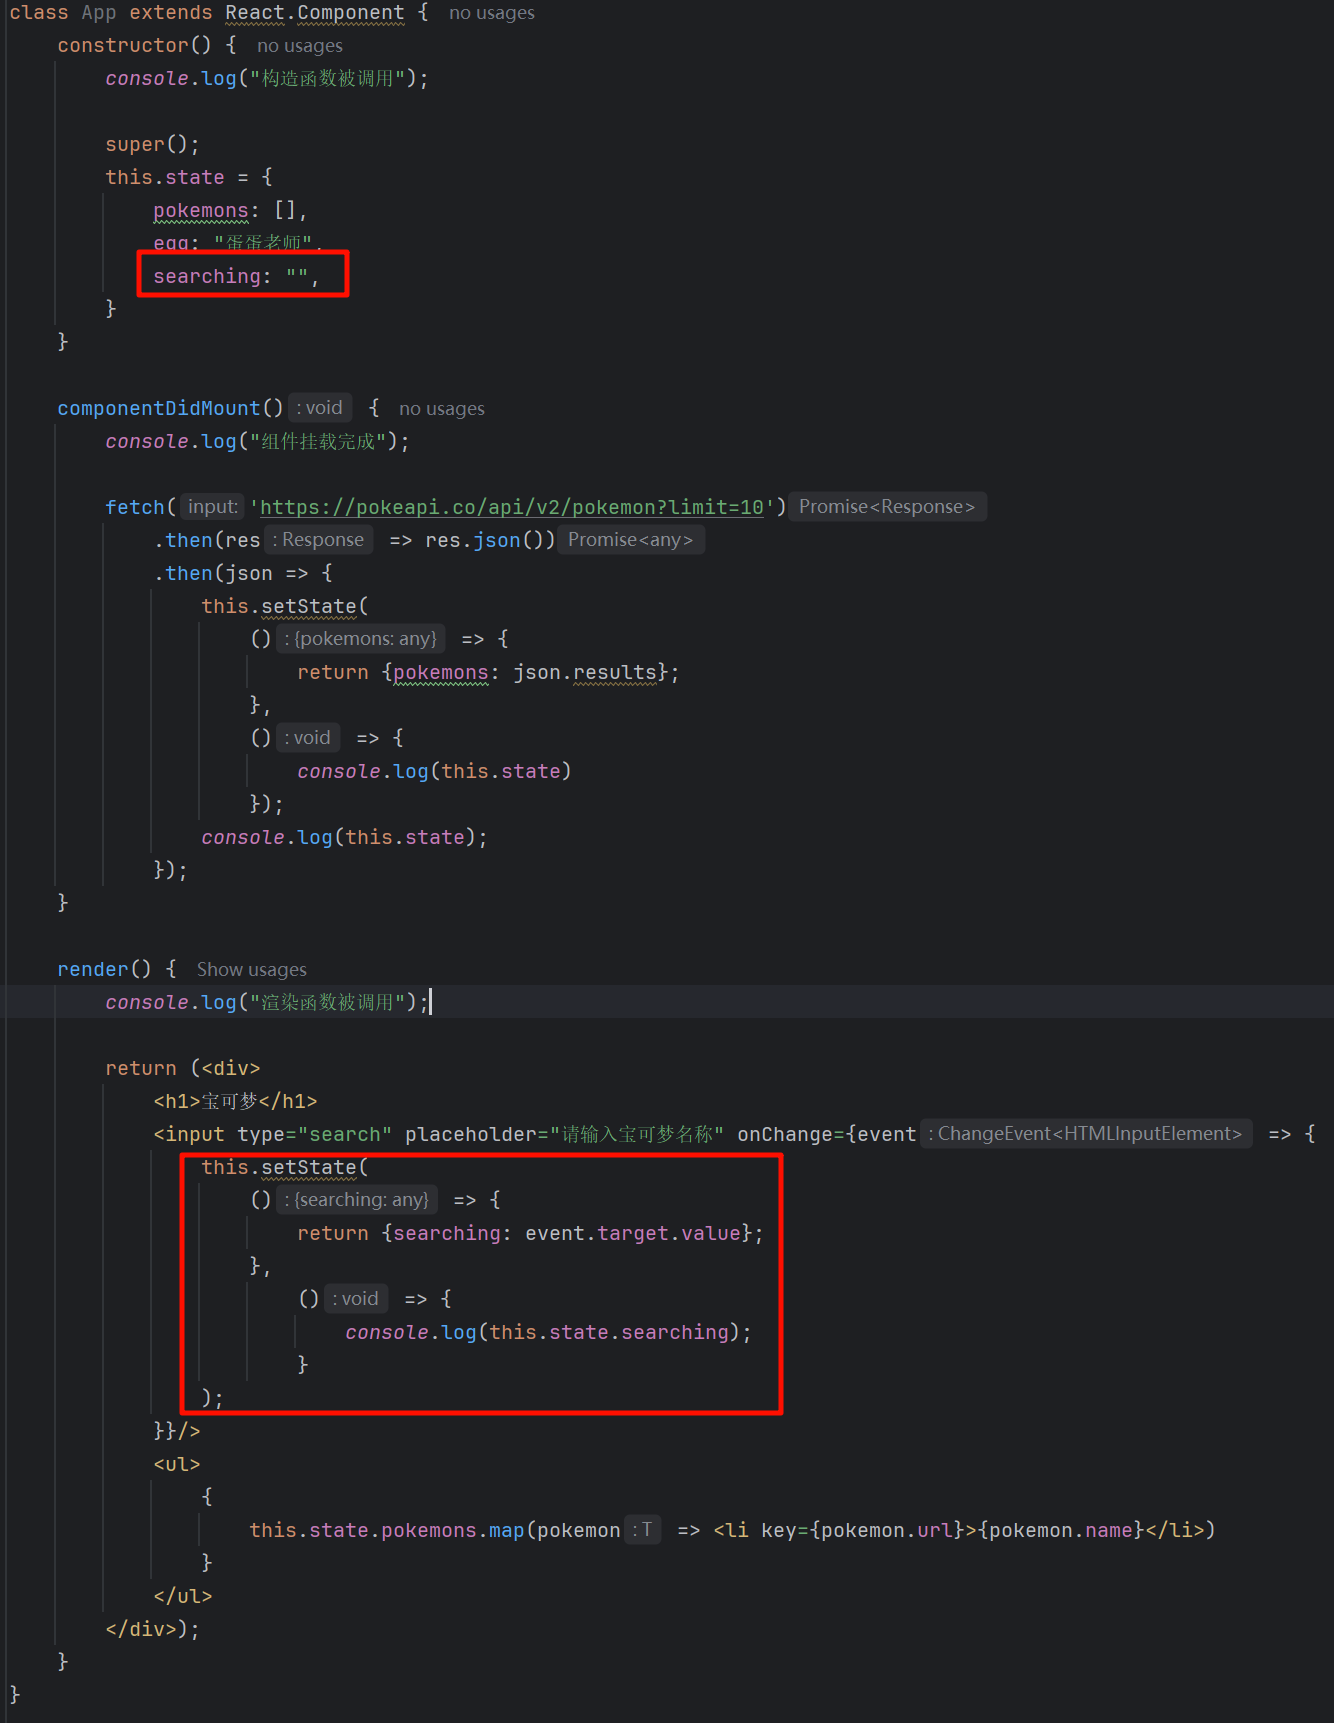 class App extends React.Component {  no usages
    constructor() {  no usages
        console.log("构造函数被调用");

        super();
        this.state = {
            pokemons: [],
            egg: "蛋蛋老师",
            searching: "",
        }
    }

    componentDidMount() : void  {  no usages
        console.log("组件挂载完成");

        fetch( input: 'https://pokeapi.co/api/v2/pokemon?limit=10') Promise<Response>
            .then(res : Response  => res.json()) Promise<any>
            .then(json => {
                this.setState(
                    () : {pokemons: any}  => {
                        return {pokemons: json.results};
                    },
                    () : void  => {
                        console.log(this.state)
                    });
                console.log(this.state);
            });
    }

    render() {  Show usages
        console.log("渲染函数被调用");

        return (<div>
            <h1>宝可梦</h1>
            <input type="search" placeholder="请输入宝可梦名称" onChange={event : ChangeEvent<HTMLInputElement>  => {
                this.setState(
                    () : {searching: any}  => {
                        return {searching: event.target.value};
                    },
                        () : void  => {
                            console.log(this.state.searching);
                        }
                );
            }}/>
            <ul>
                {
                    this.state.pokemons.map(pokemon : T  => <li key={pokemon.url}>{pokemon.name}</li>)
                }
            </ul>
        </div>);
    }
}